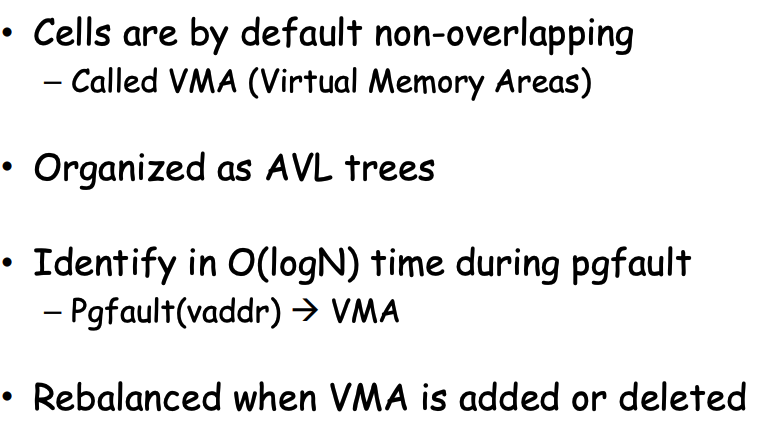 • Cells are by default non-overlapping
– Called VMA (Virtual Memory Areas)
• Organized as AVL trees
• Identify in O(logN) time during pgfault
– Pgfault(vaddr) → VMA
• Rebalanced when VMA is added or deleted